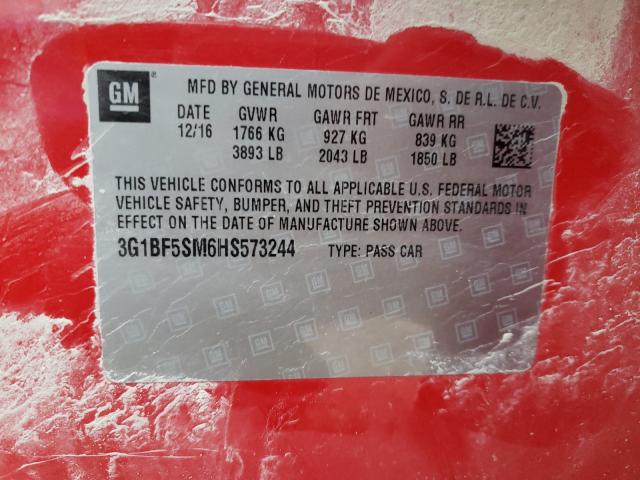 GM ®
MFD BY GENERAL MOTORS DE MEXICO, S. DE R.L. DE C.V.
DATE GVWR GAWR FRT GAWR RR
12/16 1766 KG 927 KG 839 KG
3893 LB 2043 LB 1850 LB
THIS VEHICLE CONFORMS TO ALL APPLICABLE U.S. FEDERAL MOTOR
VEHICLE SAFETY, BUMPER, AND THEFT PREVENTION STANDARDS IN
EFFECT ON THE DATE OF MANUFACTURE SHOWN ABOVE.
3G1BF5SM6HS573244 TYPE: PASS CAR